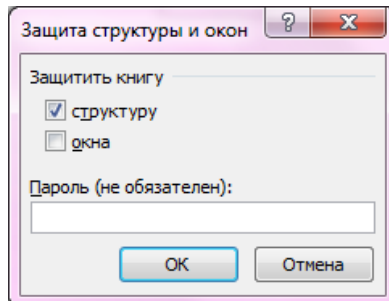 Защита структуры и окон
Защитить книгу
структуру
окна
Пароль (не обязателен):
ОК
Отмена